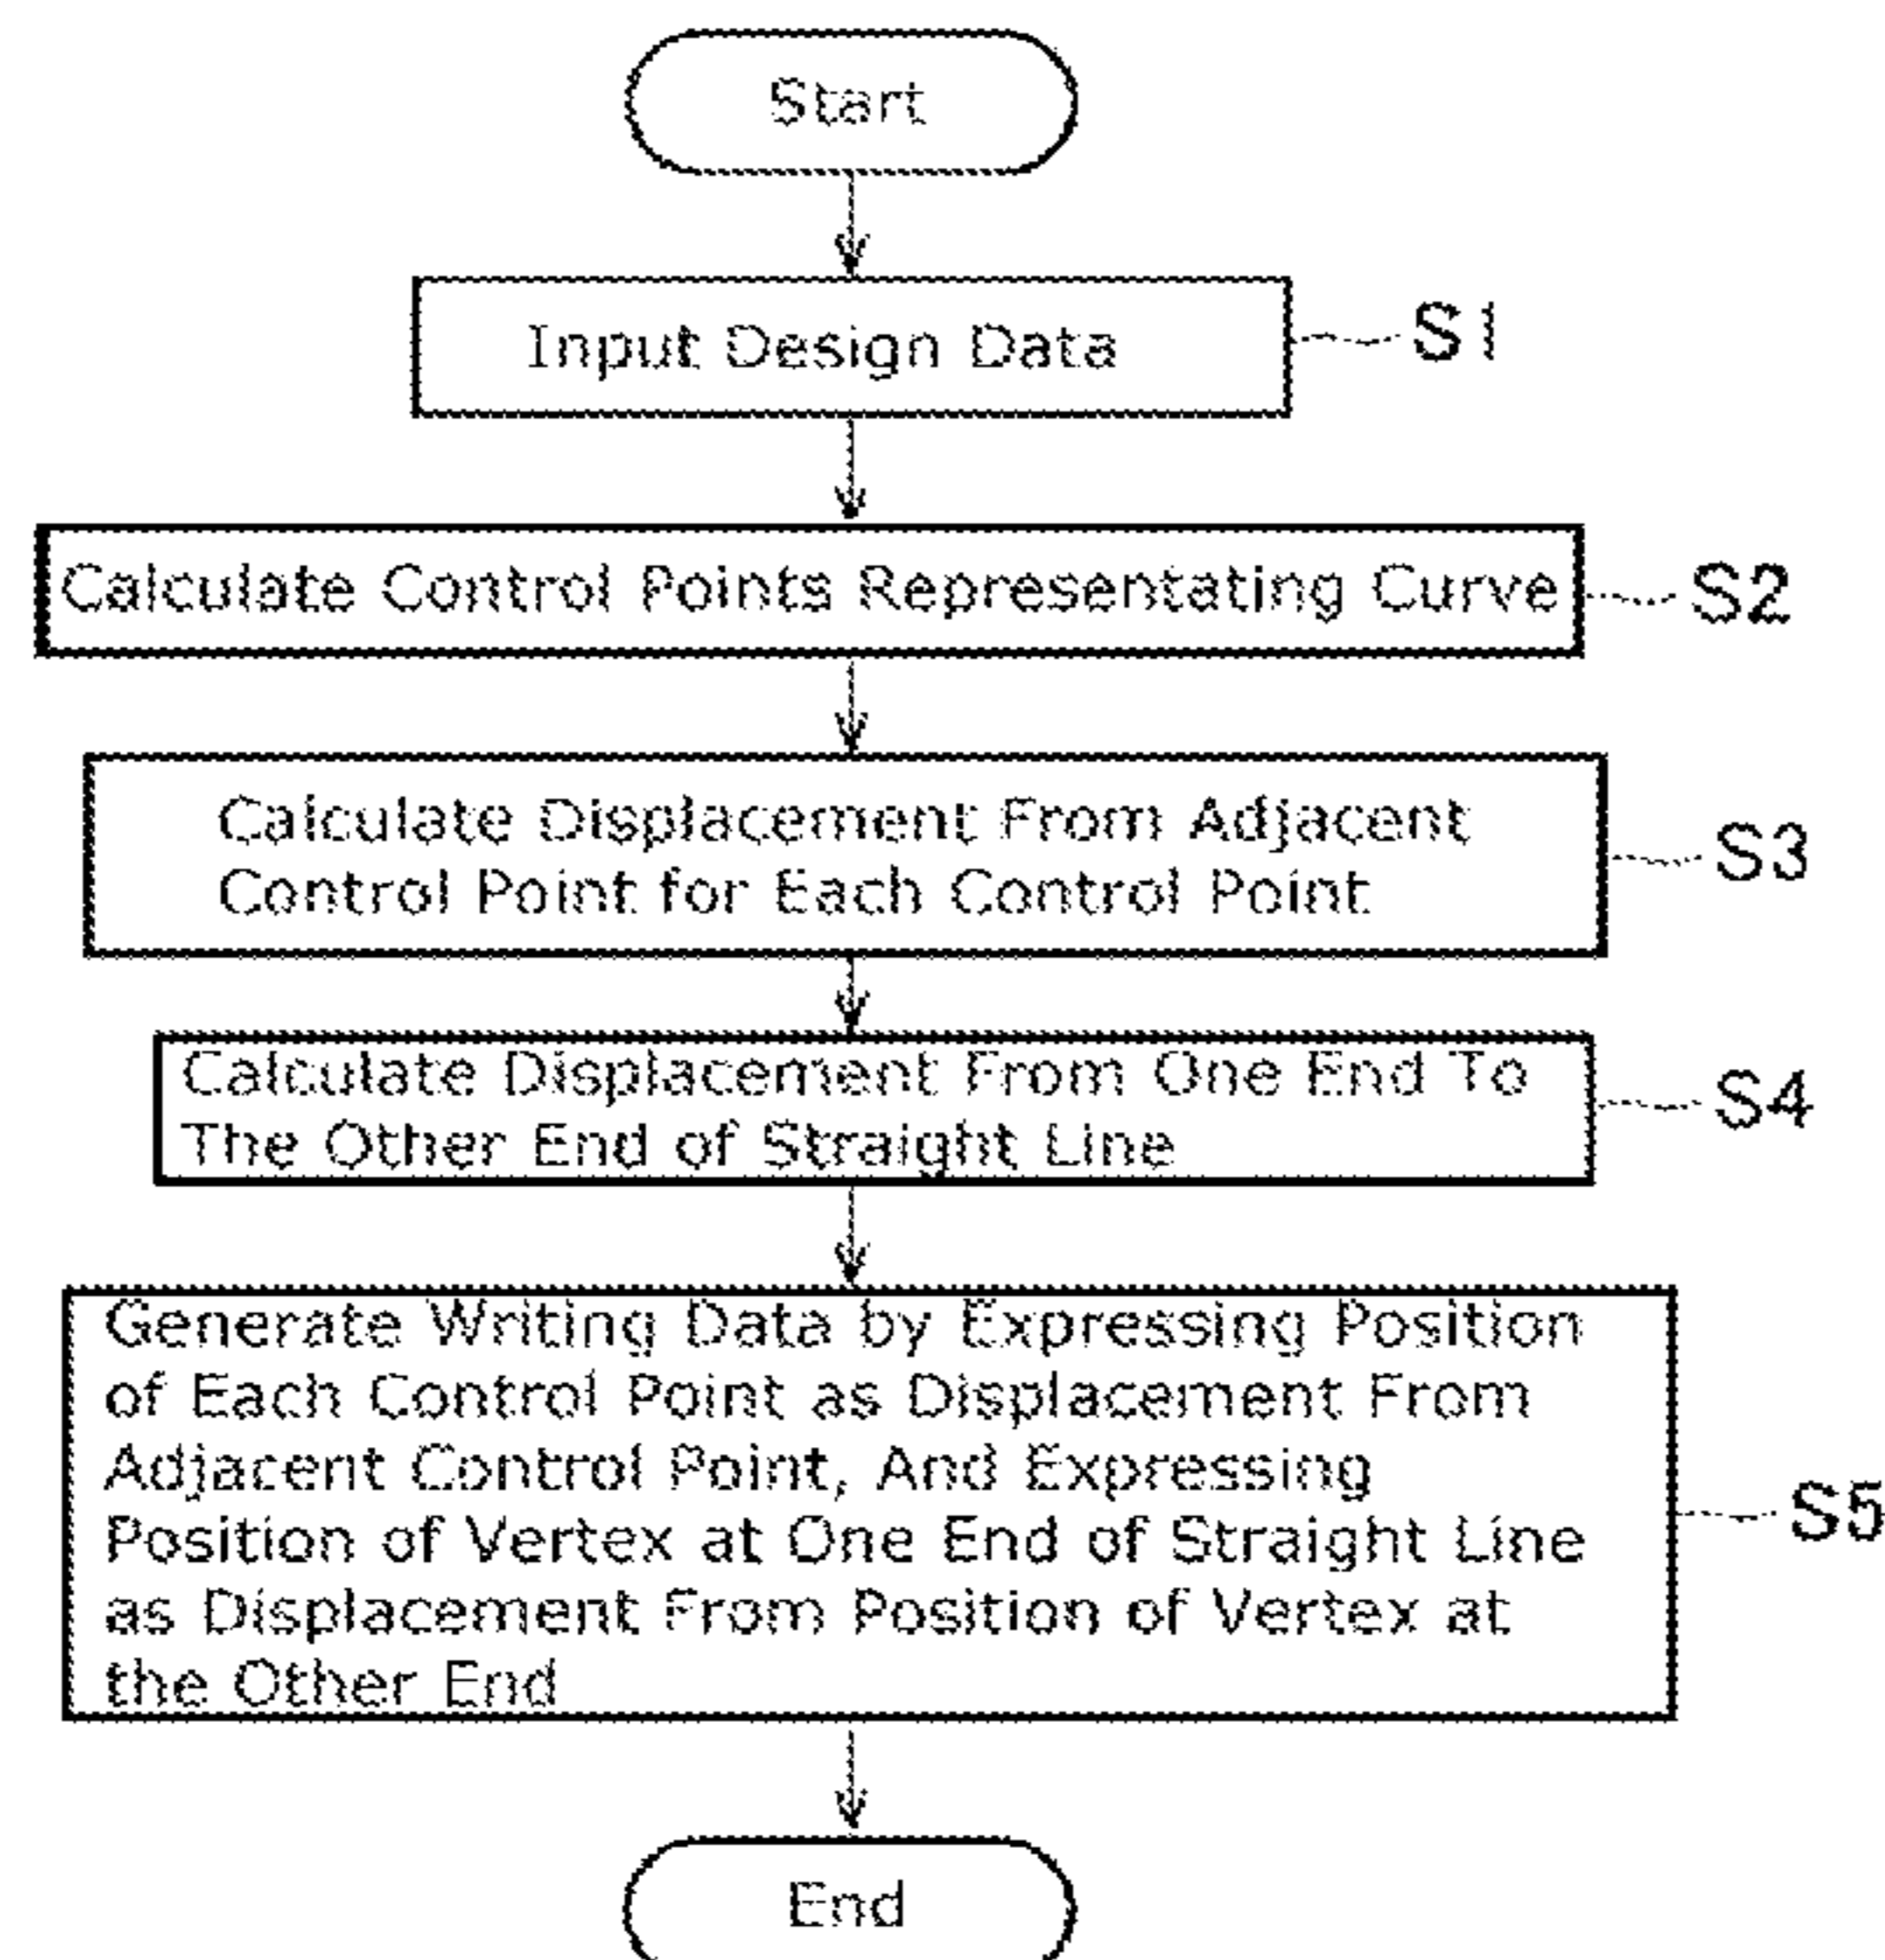 Start
Input Design Data
S1
Calculate Control Points Representating Curve
S2
Calculate Displacement From Adjacent
Control Point for Each Control Point
S3
Calculate Displacement From One End To
The Other End of Straight Line
S4
Generate Writing Data by Expressing Position
of Each Control Point as Displacement From
Adjacent Control Point, And Expressing
Position of Vertex at One End of Straight Line
as Displacement From Position of Vertex at
the Other End
S5
End